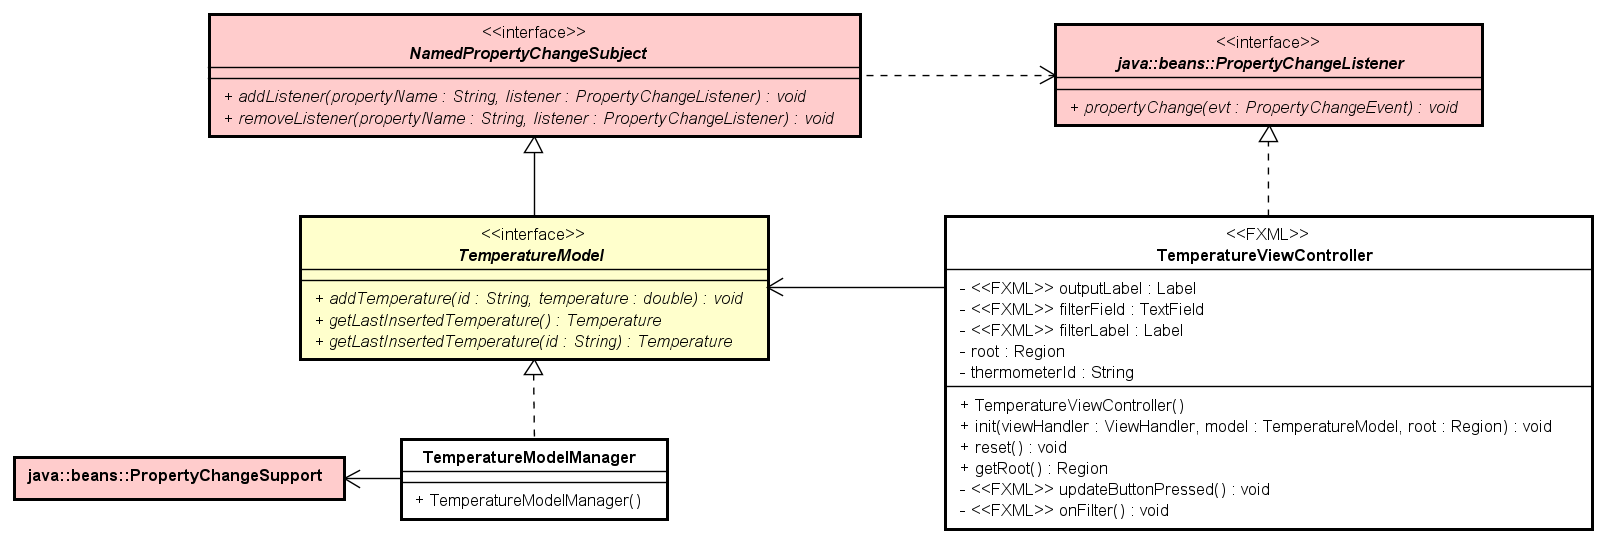 <<interface>>
NamedPropertyChangeSubject
+ addListener(propertyName : String, listener : PropertyChangeListener) : void
+ removeListener(propertyName : String, listener : PropertyChangeListener) : void
<<interface>>
java::beans::PropertyChangeListener
+ propertyChange(evt : PropertyChangeEvent) : void
<<interface>>
TemperatureModel
+ addTemperature(id : String, temperature : double) : void
+ getLastInsertedTemperature() : Temperature
+ getLastInsertedTemperature(id : String) : Temperature
<<FXML>>
TemperatureViewController
- <<FXML>> outputLabel : Label
- <<FXML>> filterField : TextField
- <<FXML>> filterLabel : Label
- root : Region
- thermometerId : String
+ TemperatureViewController()
+ init(viewHandler : ViewHandler, model : TemperatureModel, root : Region) : void
+ reset() : void
+ getRoot() : Region
- <<FXML>> updateButtonPressed() : void
- <<FXML>> onFilter() : void
java::beans::PropertyChangeSupport
TemperatureModelManager
+ TemperatureModelManager()